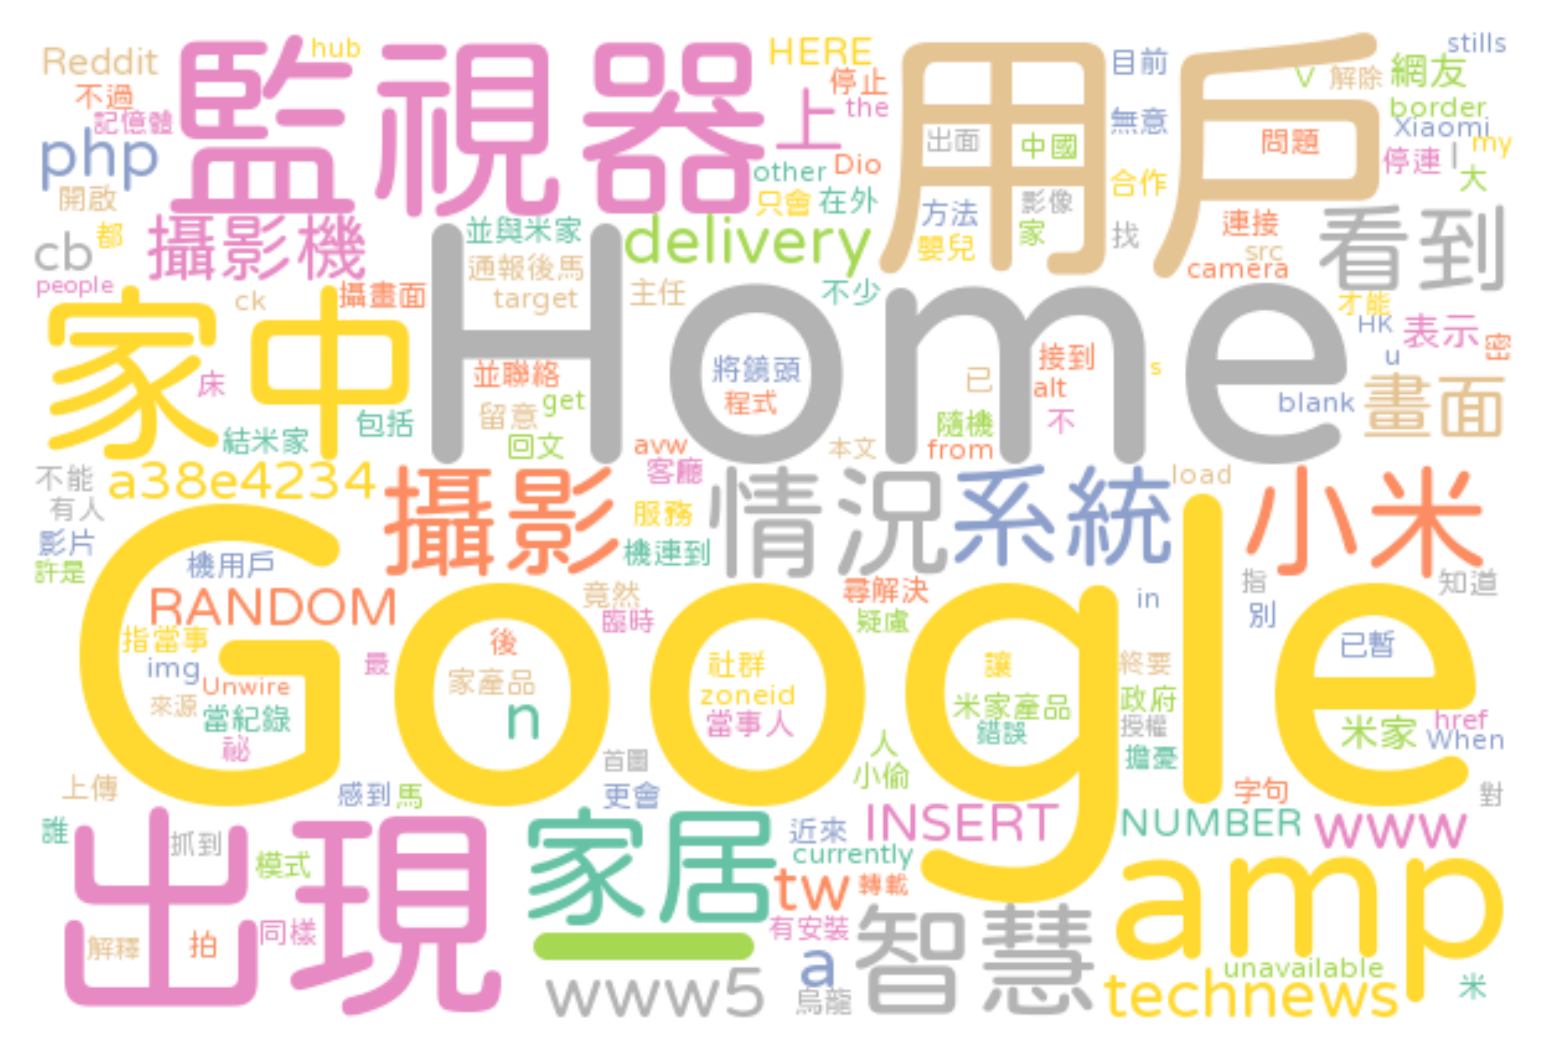 Reddit
hub
監視器
HERE
用戶
目前
stills
不過
停止
V
解除
網友
記憶體
上
the
border
php
出面
中國
無意
問題
Xiaomi
my
other
Dio
停連
l
大
開啟
只會
在外
合作
攝影機
並與米家
delivery
方法
影像
連接
看到
cb
都
嬰兒
家
找
src
people
通報後馬
camera
ck
攝畫面
target
主任
不少
才能
家中
Home
HK
表示
密
床
並聯絡
將鏡頭
接到
s
u
get
程式
已
alt
blank
畫面
包括
留意
隨機
不
結米家
回文
avw
本文
from
不能
a38e4234
攝影
客廳
情況
系統
load
小米
有人
服務
影片
機連到
許是
機用戶
Google
竟然
尋解決
in
指
知道
RANDOM
臨時
疑慮
別
指當事
後
社群
讓
終要
已暫
img
最
家產品
zoneid
Unwire
米家產品
政府
來源
當紀錄
n
當事人
錯誤
授權
米家
href
祕
人
When
首圖
小偷
擔憂
上傳
感到
馬
更會
字句
對
誰
出現
家居
近來
INSERT
NUMBER
www
抓到
模式
currently
tw
轉載
amp
解釋
拍
同樣
有安裝
智慧
_
a
unavailable
www5
烏龍
technews
米